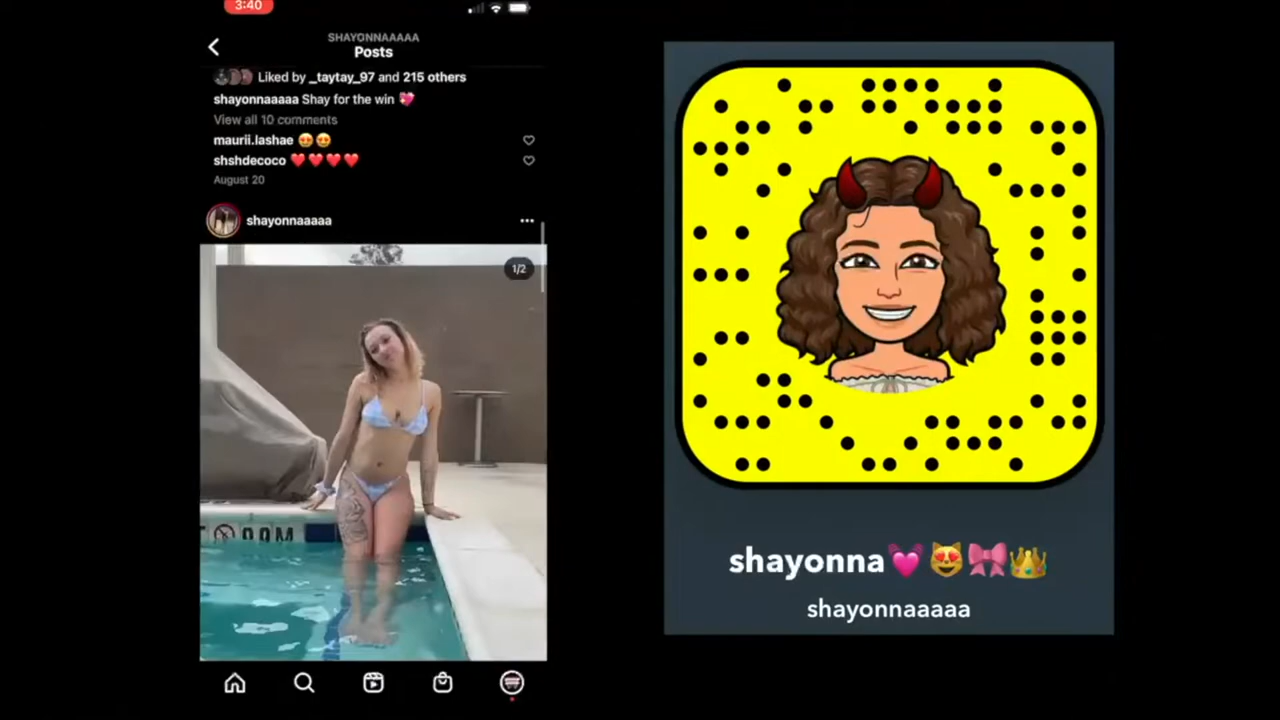 3:40
SHAYONNAAAAA
Posts
Liked by _taytay_97 and 215 others
shayonnaaaaa Shay for the win 💖
View all 10 comments
maurii.lashae 😍😍
shshdecoco ❤️❤️❤️❤️
August 20
shayonnaaaaa
1/2
shayonna💓😻🎀👑
shayonnaaaaa